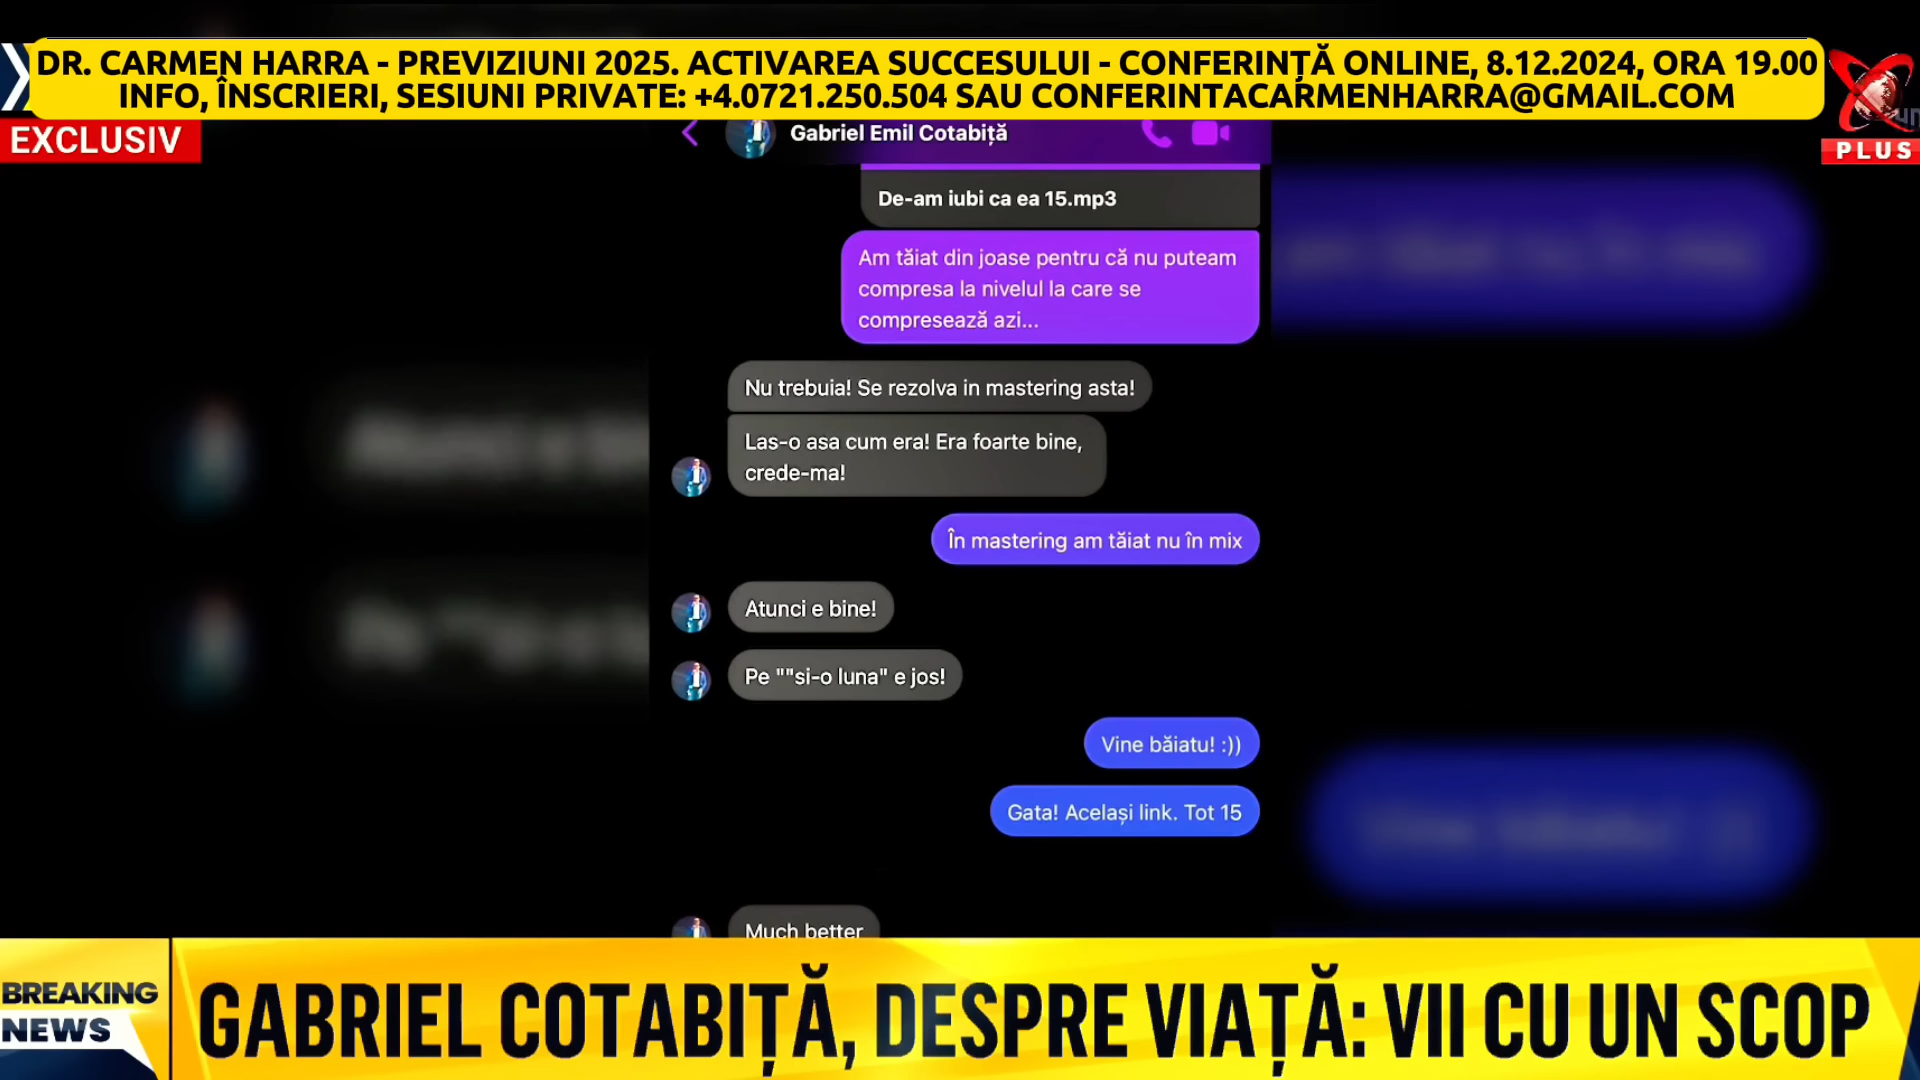 DR. CARMEN HARRA - PREVIZIUNI 2025. ACTIVAREA SUCCESULUI - CONFERINȚĂ ONLINE, 8.12.2024, ORA 19.00
INFO, ÎNSCRIERI, SESIUNI PRIVATE: +4.0721.250.504 SAU CONFERINTACARMENHARRA@GMAIL.COM
EXCLUSIV
PLUS
Gabriel Emil Cotabiță
De-am iubi ca ea 15.mp3
Am tăiat din joase pentru că nu puteam
compresa la nivelul la care se
compresează azi...
Nu trebuia! Se rezolva in mastering asta!
Las-o asa cum era! Era foarte bine,
crede-ma!
În mastering am tăiat nu în mix
Atunci e bine!
Pe ""si-o luna" e jos!
Vine băiatu! :))
Gata! Același link. Tot 15
Much better
BREAKING
NEWS
GABRIEL COTABIȚĂ, DESPRE VIAȚĂ: VII CU UN SCOP